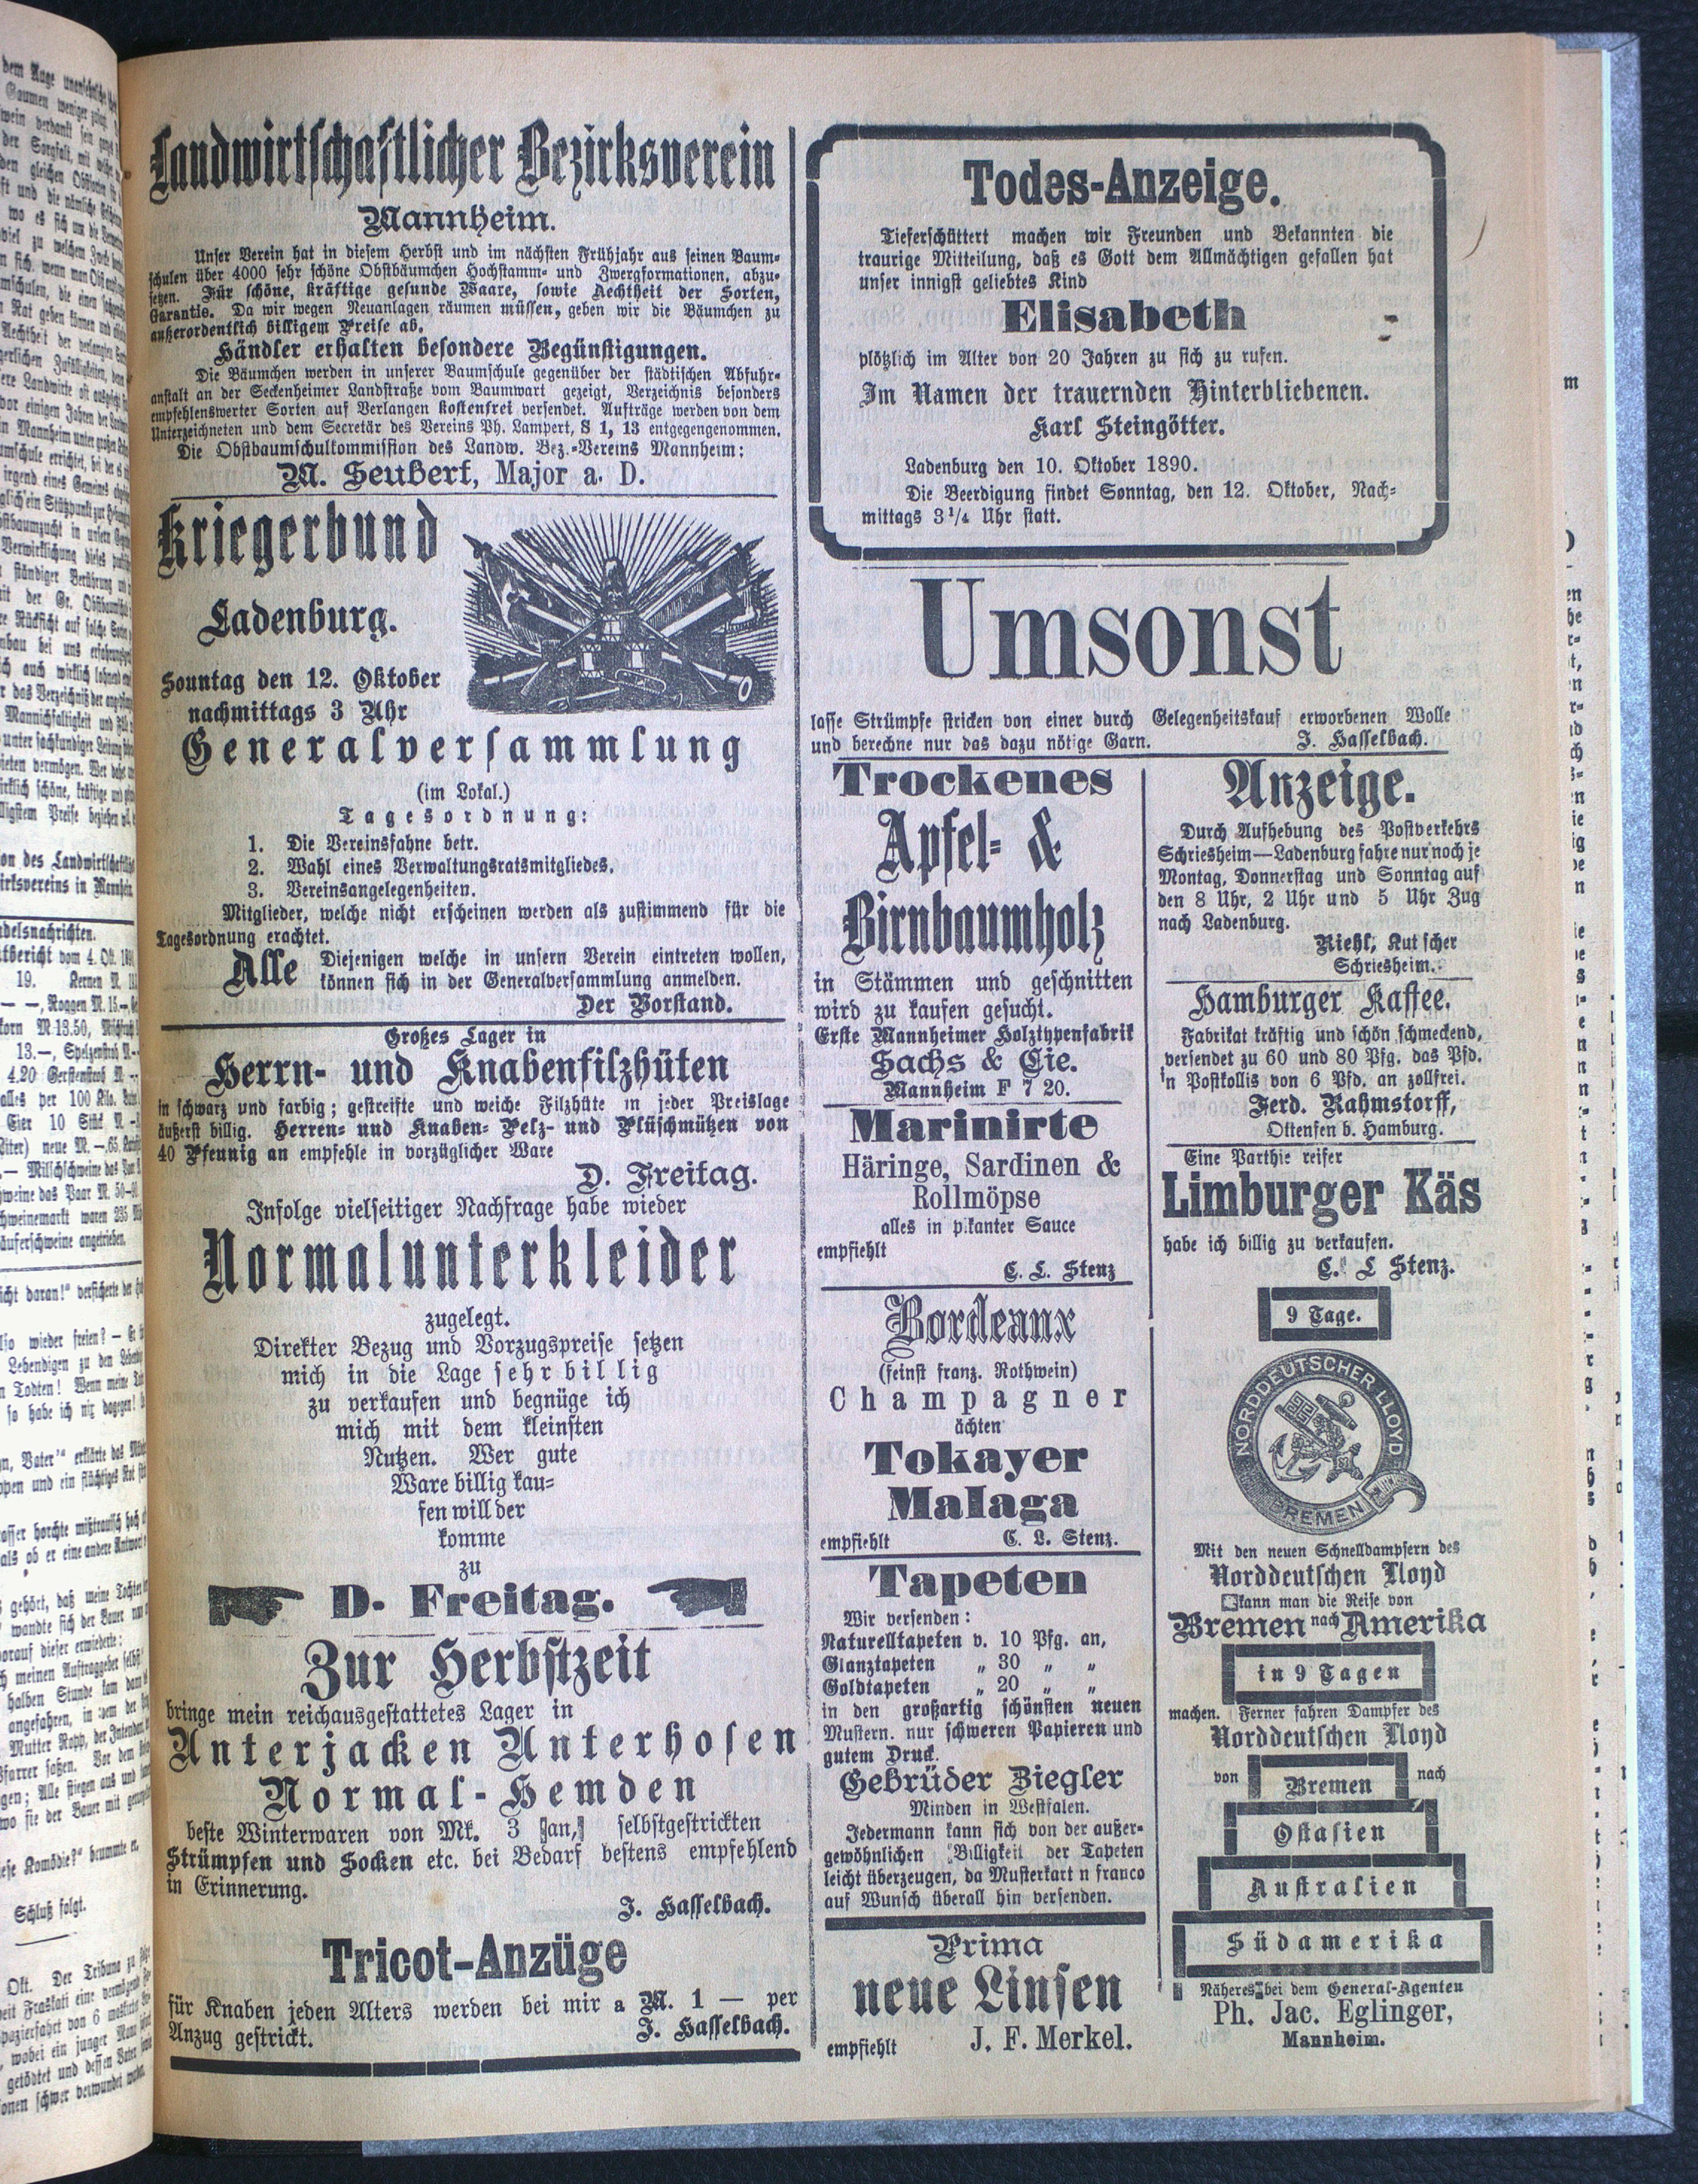 Landwirtschaftlicher Bezirksverein
Mannheim.
Unser Verein hat in diesem Herbst und im nächsten Frühjahr aus seinen Baum-
schulen über 4000 sehr schöne Obstbäumchen Hochstamm- und Zwergformationen, abzu-
setzen. Für schöne, kräftige gesunde Waare, sowie Aechtheit der Sorten,
Garantie. Da wir wegen Neuanlagen räumen müssen, geben wir die Bäumchen zu
außerordentlich billigem Preise ab.
Händler erhalten besondere Begünstigungen.
Die Bäumchen werden in unserer Baumschule gegenüber der städtischen Abfuhr-
anstalt an der Seckenheimer Landstraße vom Baumwart gezeigt, Verzeichnis besonders
empfehlenswerter Sorten auf Verlangen kostenfrei versendet. Aufträge werden von dem
Unterzeichneten und dem Secretär des Vereins Ph. Lampert, S 1, 13 entgegengenommen.
Die Obstbaumschulkommission des Landw. Bez.-Vereins Mannheim:
M. Seubert, Major a. D.
Kriegerbund
Ladenburg.
Sonntag den 12. Oktober
nachmittags 3 Uhr
Generalversammlung
(im Lokal.)
Tagesordnung:
1. Die Vereinsfahne betr.
2. Wahl eines Verwaltungsratsmitgliedes.
3. Vereinsangelegenheiten.
Mitglieder, welche nicht erscheinen werden als zustimmend für die
Tagesordnung erachtet.
Alle Diejenigen welche in unsern Verein eintreten wollen,
können sich in der Generalversammlung anmelden.
Der Vorstand.
Großes Lager in
Herrn- und Knabenfilzhüten
in schwarz und farbig; gestreifte und weiche Filzhüte in jeder Preislage
äußerst billig. Herren- und Knaben- Pelz- und Plüschmützen von
40 Pfennig an empfehle in vorzüglicher Ware
D. Freitag.
Infolge vielseitiger Nachfrage habe wieder
Normalunterkleider
zugelegt.
Direkter Bezug und Vorzugspreise setzen
mich in die Lage sehr billig
zu verkaufen und begnüge ich
mich mit dem kleinsten
Nutzen. Wer gute
Ware billig kau-
fen will der
komme
zu
D. Freitag.
Zur Herbstzeit
bringe mein reichausgestattetes Lager in
Unterjacken Unterhosen
Normal-Hemden
beste Winterwaren von Mk. 3 an, selbstgestrickten
Strümpfen und Socken etc. bei Bedarf bestens empfehlend
in Erinnerung.
J. Hasselbach.
Tricot-Anzüge
für Knaben jeden Alters werden bei mir a M. 1 — per
Anzug gestrickt.
J. Hasselbach.
Todes-Anzeige.
Tieferschüttert machen wir Freunden und Bekannten die
traurige Mitteilung, daß es Gott dem Allmächtigen gefallen hat
unser innigst geliebtes Kind
Elisabeth
plötzlich im Alter von 20 Jahren zu sich zu rufen.
Im Namen der trauernden Hinterbliebenen.
Karl Steingötter.
Ladenburg den 10. Oktober 1890.
Die Beerdigung findet Sonntag, den 12. Oktober, Nach-
mittags 3 1/4 Uhr statt.
Umsonst
lasse Strümpfe stricken von einer durch Gelegenheitskauf erworbenen Wolle
und berechne nur das dazu nötige Garn.
J. Hasselbach.
Trockenes
Apfel- &
Birnbaumholz
in Stämmen und geschnitten
wird zu kaufen gesucht.
Erste Mannheimer Holztypenfabrik
Sachs & Cie.
Mannheim F 7 20.
Marinirte
Häringe, Sardinen &
Rollmöpse
alles in pikanter Sauce
empfiehlt
C. L. Stenz
Bordeaux
(feinst franz. Rothwein)
Champagner
ächten
Tokayer
Malaga
empfiehlt C. L. Stenz.
Tapeten
Wir versenden:
Naturelltapeten v. 10 Pfg. an,
Glanztapeten „ 30 „ „
Goldtapeten „ 20 „ „
in den großartig schönsten neuen
Mustern. nur schweren Papieren und
gutem Druck.
Gebrüder Ziegler
Minden in Westfalen.
Jedermann kann sich von der außer-
gewöhnlichen Billigkeit der Tapeten
leicht überzeugen, da Musterkart n franco
auf Wunsch überall hin versenden.
Prima
neue Linsen
empfiehlt J. F. Merkel.
Anzeige.
Durch Aufhebung des Postverkehrs
Schriesheim—Ladenburg fahre nur noch je
Montag, Donnerstag und Sonntag auf
den 8 Uhr, 2 Uhr und 5 Uhr Zug
nach Ladenburg.
Riehl, Kutscher
Schriesheim.
Hamburger Kaffee.
Fabrikat kräftig und schön schmeckend,
versendet zu 60 und 80 Pfg. das Pfd.
in Postkollis von 6 Pfd. an zollfrei.
Ferd. Rahmstorff,
Ottensen b. Hamburg.
Eine Parthie reifer
Limburger Käs
habe ich billig zu verkaufen.
C. L Stenz.
9 Tage.
NORDDEUTSCHER LLOYD
BREMEN
Mit den neuen Schnelldampfern des
Norddeutschen Lloyd
kann man die Reise von
Bremen nach Amerika
in 9 Tagen
machen. Ferner fahren Dampfer des
Norddeutschen Lloyd
von Bremen nach
Ostasien
Australien
Südamerika
Näheres bei dem General-Agenten
Ph. Jac. Eglinger,
Mannheim.